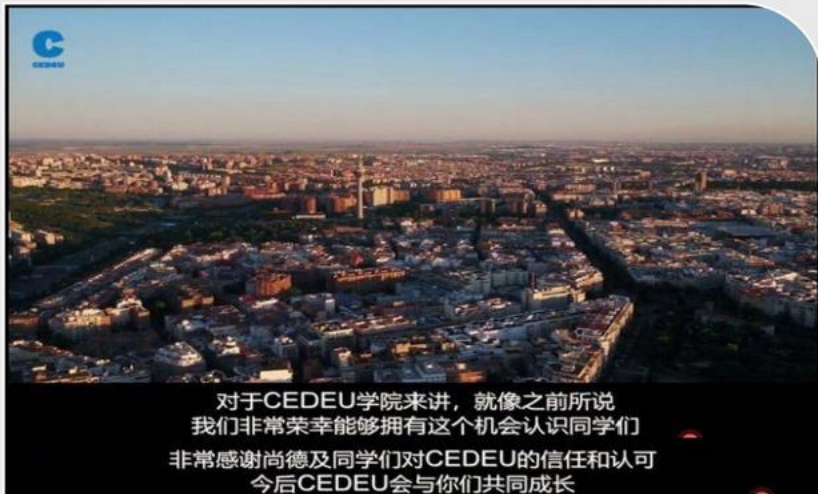 C
CEDEU
对于CEDEU学院来讲，就像之前所说
我们非常荣幸能够拥有这个机会认识同学们
非常感谢尚德及同学们对CEDEU的信任和认可
今后CEDEU会与你们共同成长